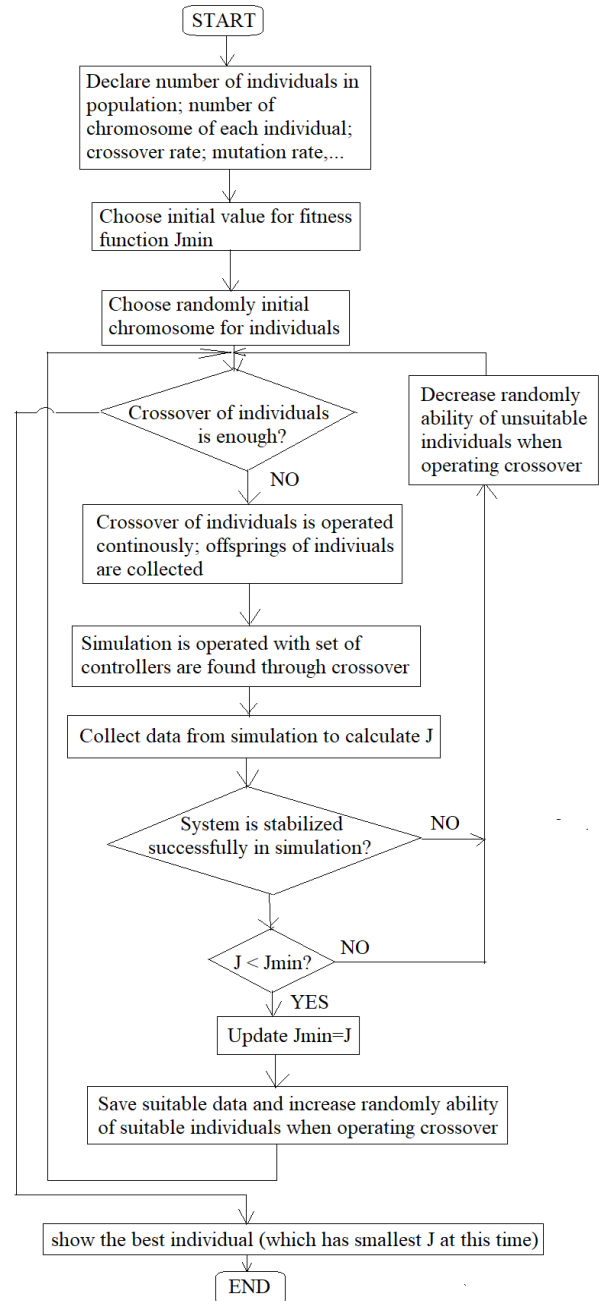 START
Declare number of individuals in
population; number of
chromosome of each individual;
crossover rate; mutation rate,...
Choose initial value for fitness
function Jmin
Choose randomly initial
chromosome for individuals
Crossover of individuals
is enough?
Decrease randomly
ability of unsuitable
individuals when
operating crossover
NO
Crossover of individuals is operated
continously; offsprings of indiviuals
are collected
Simulation is operated with set of
controllers are found through crossover
Collect data from simulation to calculate J
System is stabilized
successfully in simulation?
NO
J < Jmin?
NO
YES
Update Jmin=J
Save suitable data and increase randomly ability
of suitable individuals when operating crossover
show the best individual (which has smallest J at this time)
END